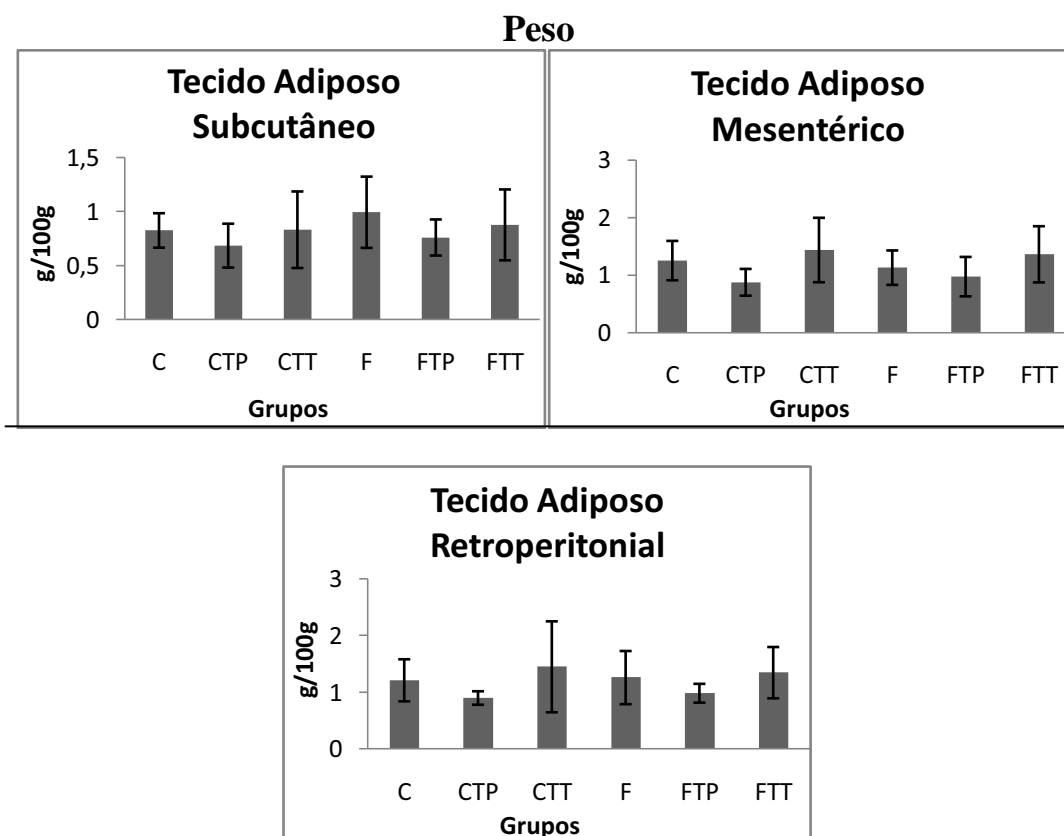 Peso
Tecido Adiposo
Subcutâneo
1,5
1
0,5
0
g/100g
C CTP CTT F FTP FTT
Grupos
Tecido Adiposo
Mesentérico
3
2
1
0
g/100g
C CTP CTT F FTP FTT
Grupos
Tecido Adiposo
Retroperitonial
3
2
1
0
g/100g
C CTP CTT F FTP FTT
Grupos